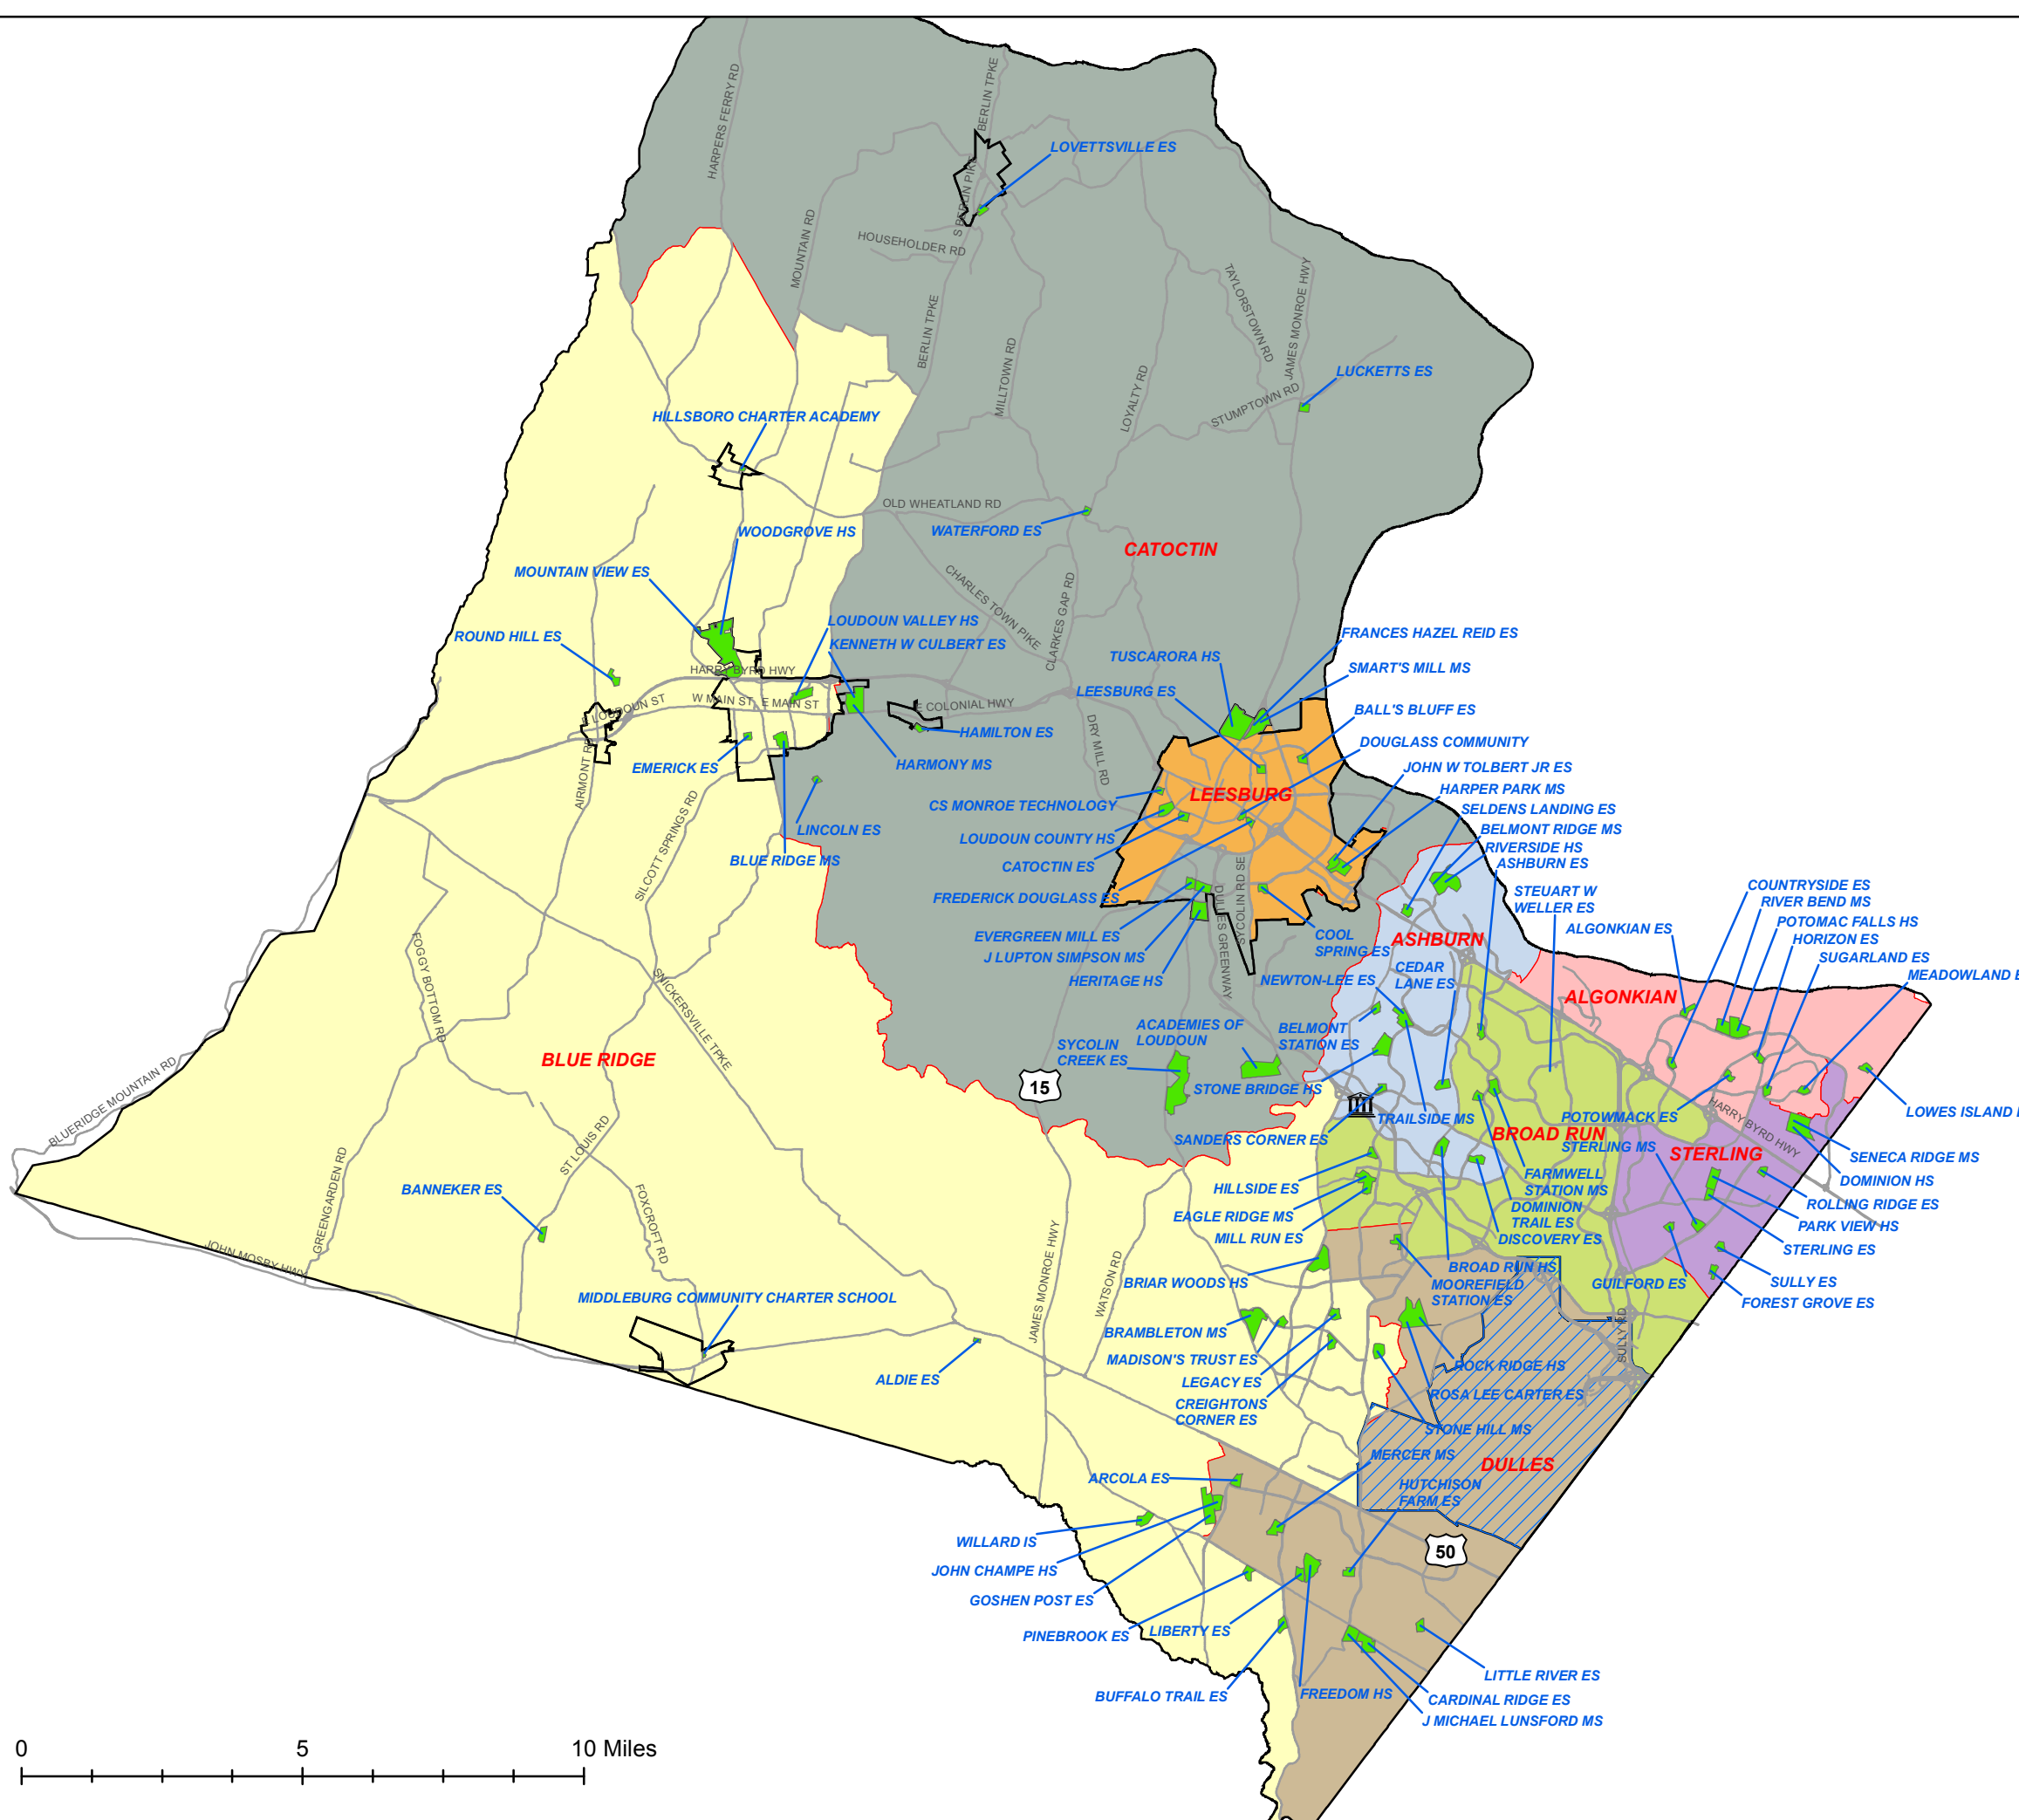 HARPERS FERRY RD
BERLIN TPKE
S BERLIN PIKE
LOVETTSVILLE ES
MOUNTAIN RD
HOUSEHOLDER RD
BERLIN TPKE
MILLTOWN RD
LOYALTY RD
TAYLORSTOWN RD
JAMES MONROE HWY
STUMPTOWN RD
LUCKETTS ES
HILLSBORO CHARTER ACADEMY
OLD WHEATLAND RD
WATERFORD ES
CATOCTIN
WOODGROVE HS
MOUNTAIN VIEW ES
CHARLES TOWN PIKE
CLARKES GAP RD
ROUND HILL ES
LOUDOUN VALLEY HS
KENNETH W CULBERT ES
HARRY BYRD HWY
W MAIN ST
E MAIN ST
E LOUDOUN ST
E COLONIAL HWY
HAMILTON ES
HARMONY MS
EMERICK ES
AIRMONT RD
LINCOLN ES
BLUE RIDGE MS
SILCOTT SPRINGS RD
DRY MILL RD
FRANCES HAZEL REID ES
TUSCARORA HS
SMART'S MILL MS
LEESBURG ES
BALL'S BLUFF ES
DOUGLASS COMMUNITY
JOHN W TOLBERT JR ES
HARPER PARK MS
LEESBURG
CS MONROE TECHNOLOGY
SELDENS LANDING ES
BELMONT RIDGE MS
LOUDOUN COUNTY HS
RIVERSIDE HS
ASHBURN ES
CATOCTIN ES
FREDERICK DOUGLASS ES
SYCOLIN RD SE
DULLES GREENWAY
STEUART W
WELLER ES
COUNTRYSIDE ES
RIVER BEND MS
POTOMAC FALLS HS
ALGONKIAN ES
HORIZON ES
SUGARLAND ES
MEADOWLAND E
EVERGREEN MILL ES
J LUPTON SIMPSON MS
HERITAGE HS
COOL
SPRING ES
ASHBURN
NEWTON-LEE ES
CEDAR
LANE ES
ALGONKIAN
FOGGY BOTTOM RD
SNICKERSVILLE TPKE
BLUE RIDGE
SYCOLIN
CREEK ES
ACADEMIES OF
LOUDOUN
BELMONT
STATION ES
15
STONE BRIDGE HS
TRAILSIDE MS
SANDERS CORNER ES
BROAD RUN
POTOWMACK ES
STERLING MS
HARRY BYRD HWY
LOWES ISLAND
STERLING
SENECA RIDGE MS
DOMINION HS
ROLLING RIDGE ES
PARK VIEW HS
STERLING ES
SULLY ES
FOREST GROVE ES
GUILFORD ES
FARMWELL
STATION MS
DOMINION
TRAIL ES
DISCOVERY ES
BROAD RUN HS
MOOREFIELD
STATION ES
HILLSIDE ES
EAGLE RIDGE MS
MILL RUN ES
BRIAR WOODS HS
BLUERIDGE MOUNTAIN RD
GREENGARDEN RD
JOHN MOSBY HWY
ST LOUIS RD
FOXCROFT RD
BANNEKER ES
MIDDLEBURG COMMUNITY CHARTER SCHOOL
ALDIE ES
JAMES MONROE HWY
WATSON RD
BRAMBLETON MS
MADISON'S TRUST ES
LEGACY ES
CREIGHTONS
CORNER ES
SULLY RD
ROCK RIDGE HS
ROSA LEE CARTER ES
STONE HILL MS
MERCER MS
DULLES
HUTCHISON
FARM ES
ARCOLA ES
WILLARD IS
JOHN CHAMPE HS
GOSHEN POST ES
PINEBROOK ES
LIBERTY ES
50
BUFFALO TRAIL ES
FREEDOM HS
LITTLE RIVER ES
CARDINAL RIDGE ES
J MICHAEL LUNSFORD MS
0 5 10 Miles